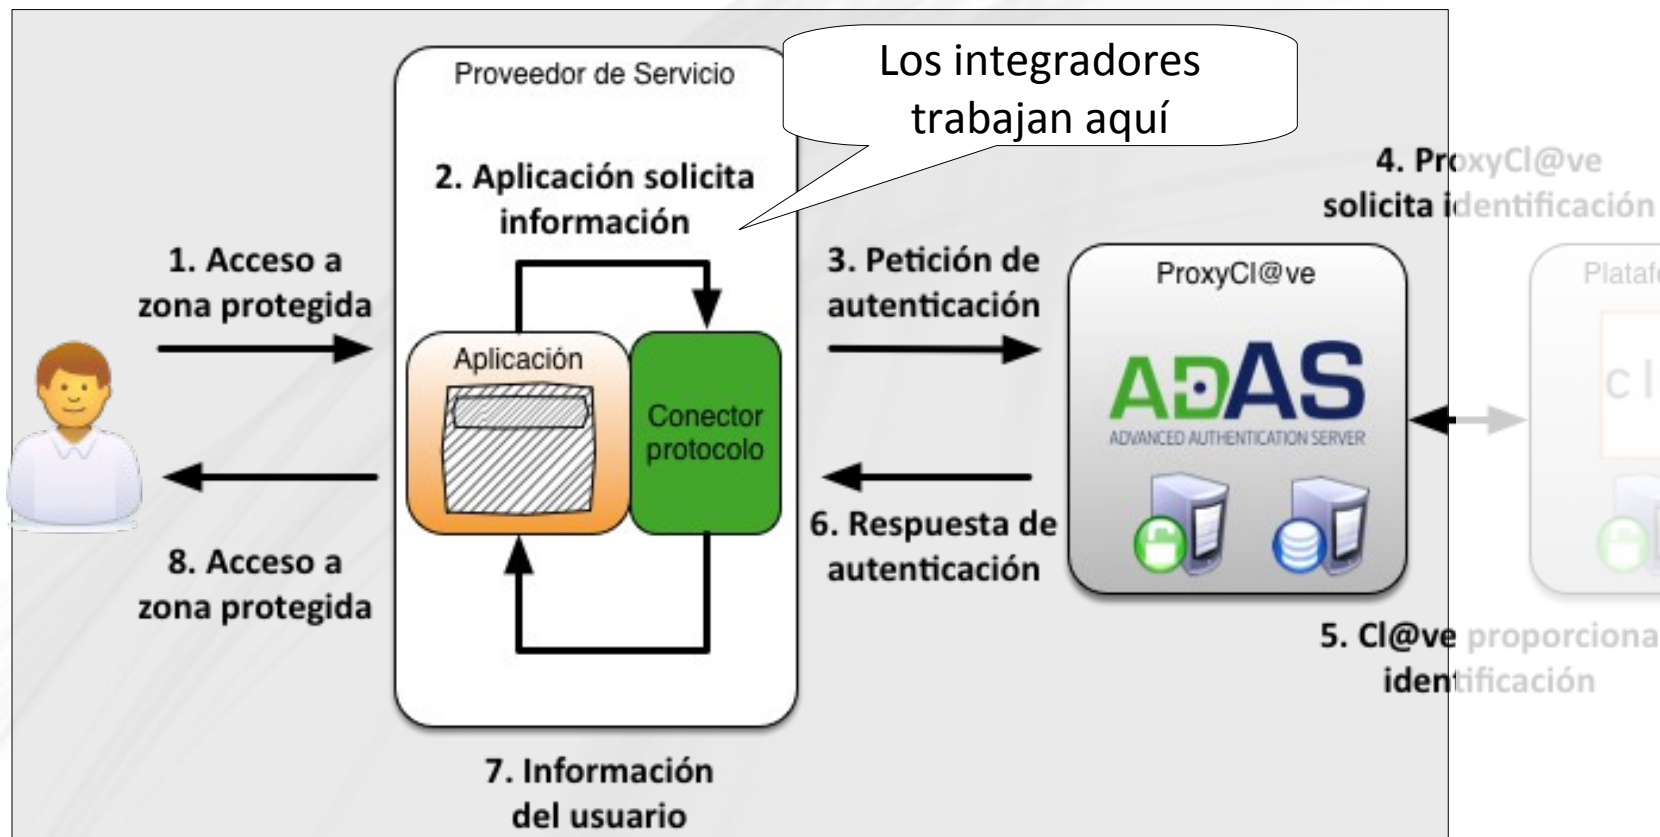 Proveedor de Servicio
Los integradores
trabajan aquí
2. Aplicación solicita
información
1. Acceso a
zona protegida
3. Petición de
autenticación
4. ProxyCl@ve
solicita identificación
Aplicación
Conector
protocolo
ProxyCl@ve
ADAS
ADVANCED AUTHENTICATION SERVER
8. Acceso a
zona protegida
6. Respuesta de
autenticación
5. Cl@ve proporciona
identificación
7. Información
del usuario